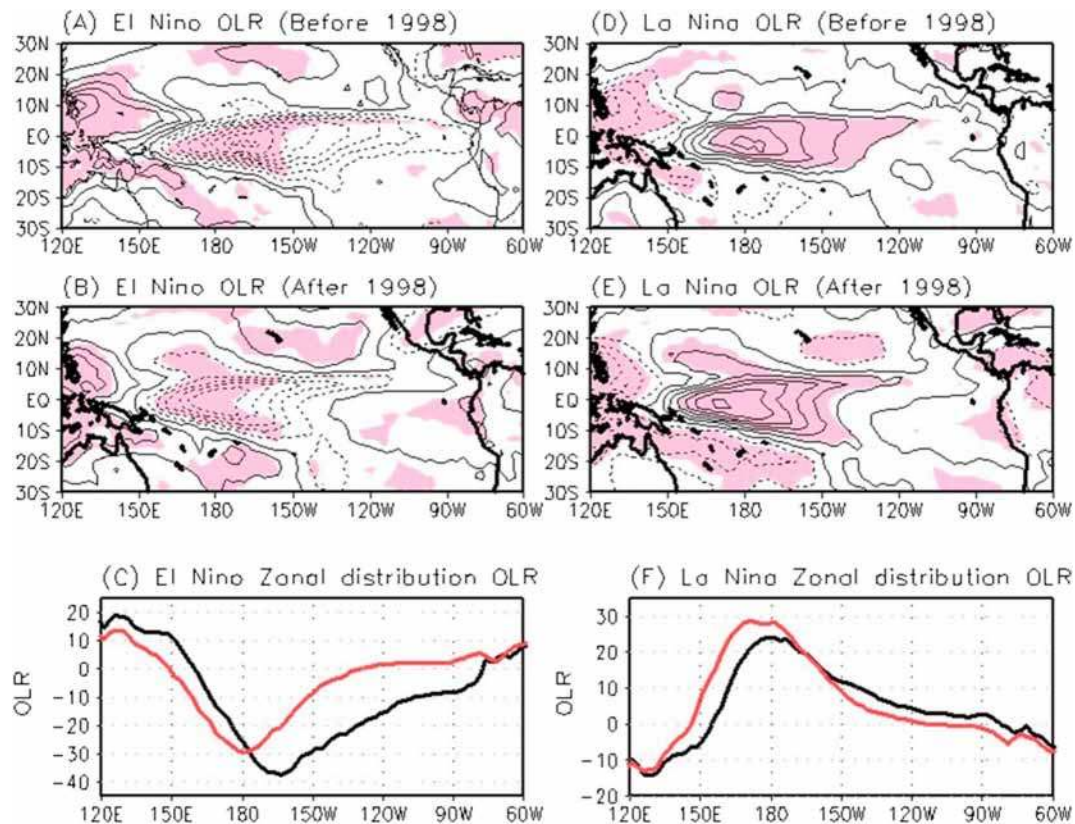 (A) El Nino OLR (Before 1998)
30N
20N
10N
EQ
10S
20S
30S
120E 150E 180 150W 120W 90W 60W
(D) La Nina OLR (Before 1998)
30N
20N
10N
EQ
10S
20S
30S
120E 150E 180 150W 120W 90W 60W
(B) El Nino OLR (After 1998)
30N
20N
10N
EQ
10S
20S
30S
120E 150E 180 150W 120W 90W 60W
(E) La Nina OLR (After 1998)
30N
20N
10N
EQ
10S
20S
30S
120E 150E 180 150W 120W 90W 60W
(C) El Nino Zonal distribution OLR
OLR
20
10
0
-10
-20
-30
-40
120E 150E 180 150W 120W 90W 60W
(F) La Nina Zonal distribution OLR
OLR
30
20
10
0
-10
-20
120E 150E 180 150W 120W 90W 60W